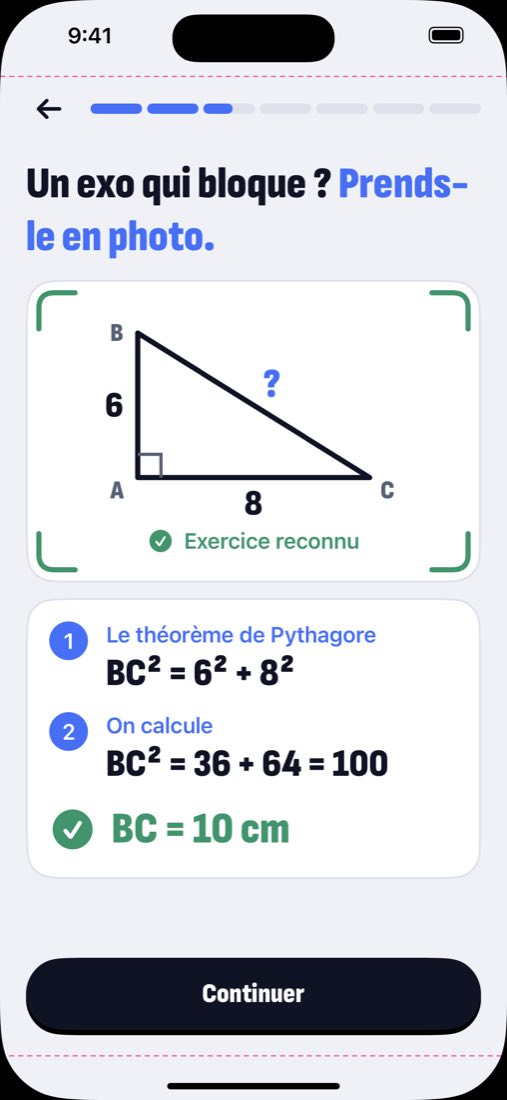 9:41
Un exo qui bloque ? Prends-
le en photo.
B
?
6
A
C
8
Exercice reconnu
1
Le théorème de Pythagore
BC² = 6² + 8²
2
On calcule
BC² = 36 + 64 = 100
BC = 10 cm
Continuer